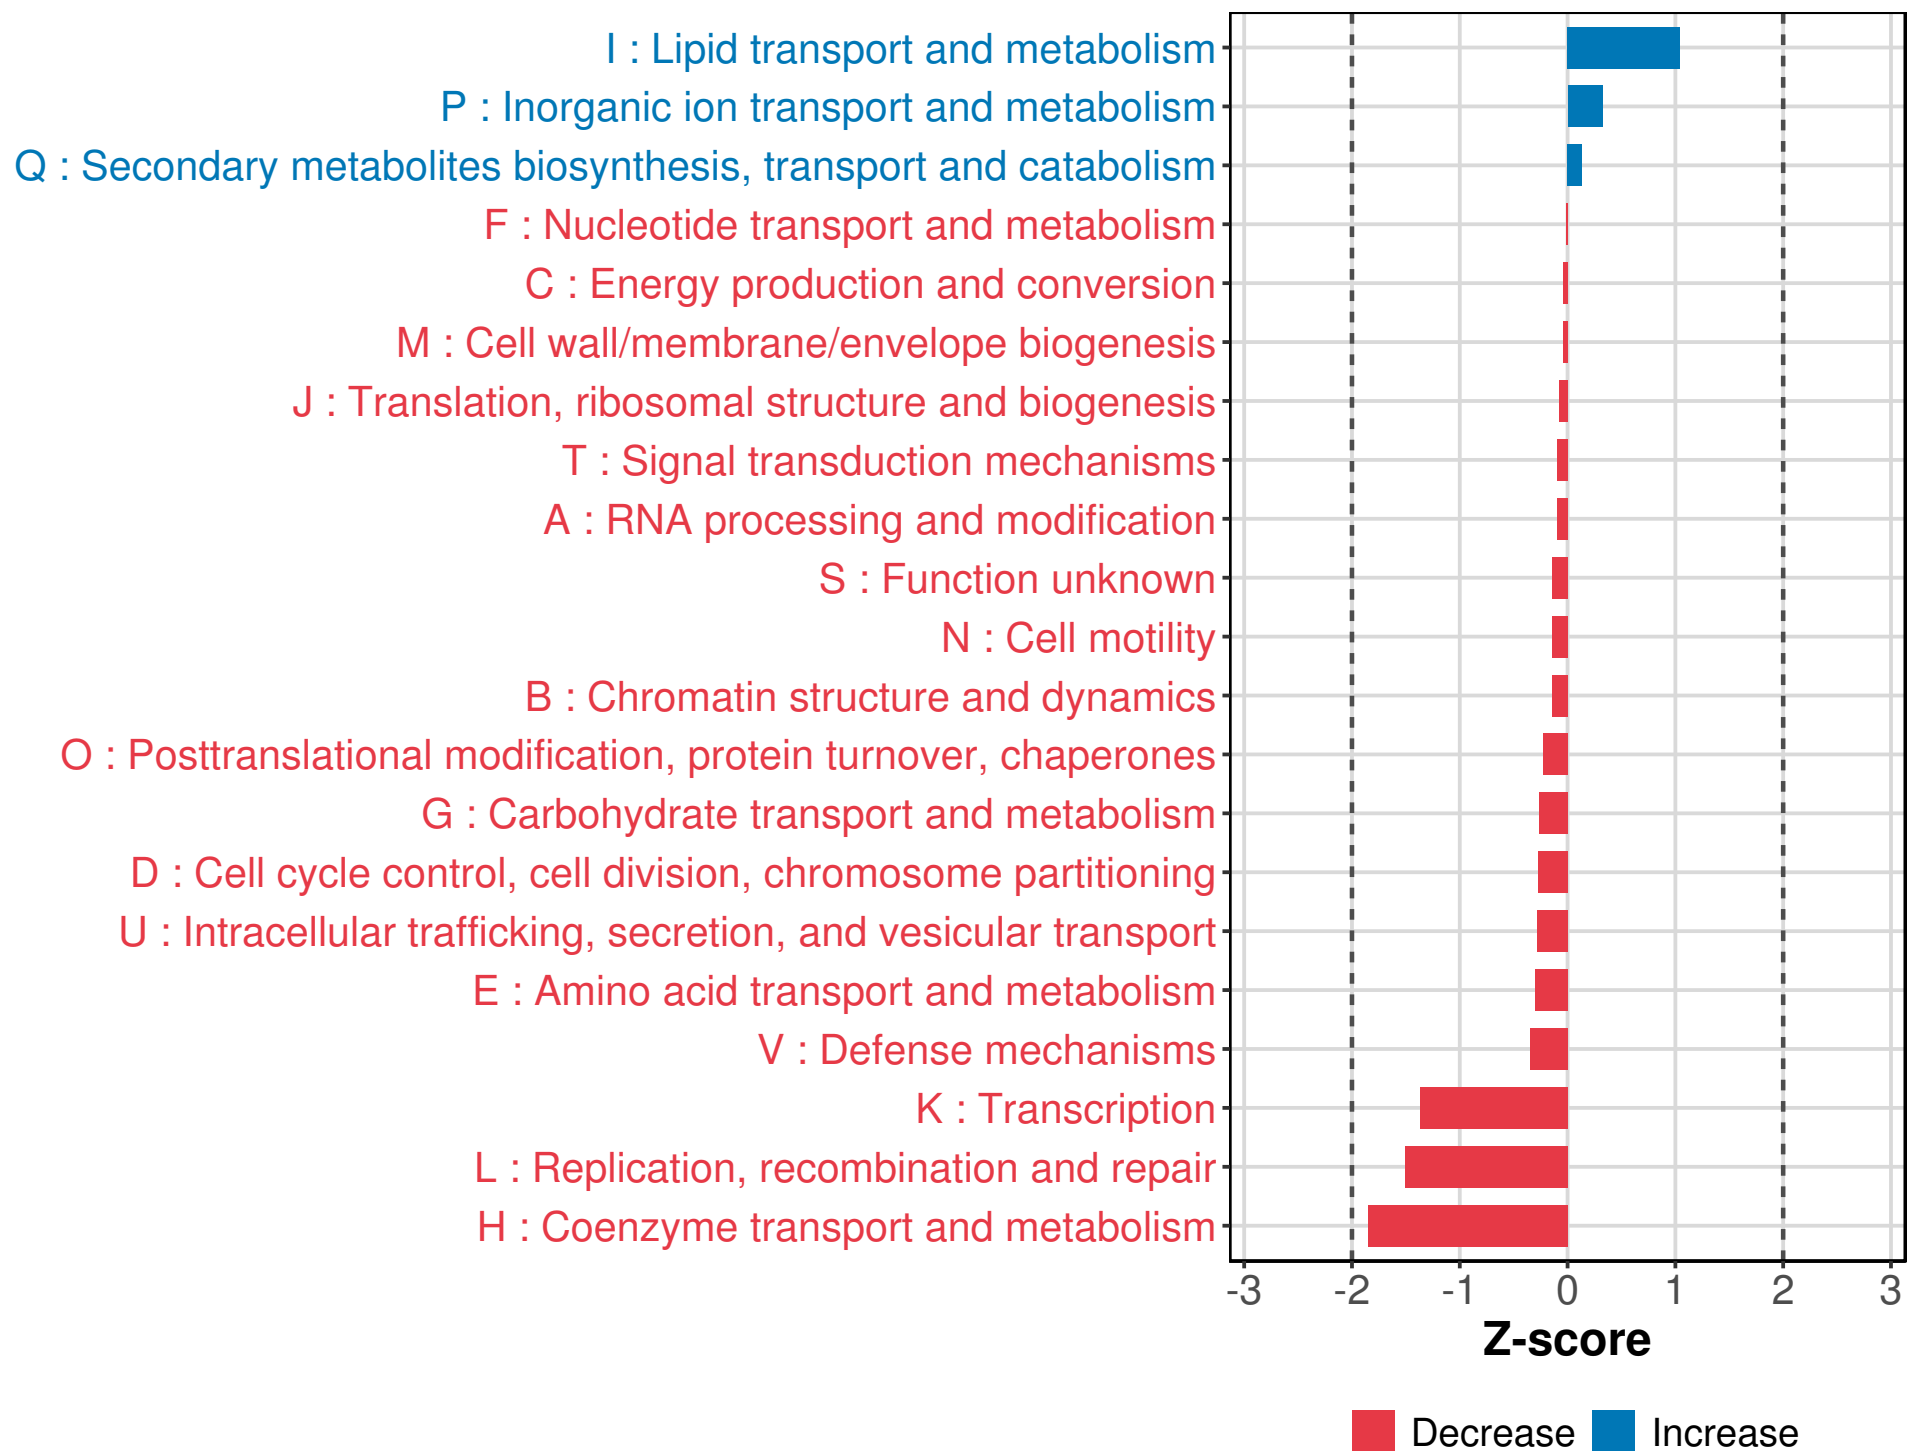 I : Lipid transport and metabolism
P : Inorganic ion transport and metabolism
Q : Secondary metabolites biosynthesis, transport and catabolism
F : Nucleotide transport and metabolism
C : Energy production and conversion
M : Cell wall/membrane/envelope biogenesis
J : Translation, ribosomal structure and biogenesis
T : Signal transduction mechanisms
A : RNA processing and modification
S : Function unknown
N : Cell motility
B : Chromatin structure and dynamics
O : Posttranslational modification, protein turnover, chaperones
G : Carbohydrate transport and metabolism
D : Cell cycle control, cell division, chromosome partitioning
U : Intracellular trafficking, secretion, and vesicular transport
E : Amino acid transport and metabolism
V : Defense mechanisms
K : Transcription
L : Replication, recombination and repair
H : Coenzyme transport and metabolism
-3 -2 -1 0 1 2 3
Z-score
Decrease Increase